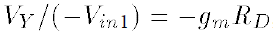 V_Y/(−V_{in1}) = −g_m R_D